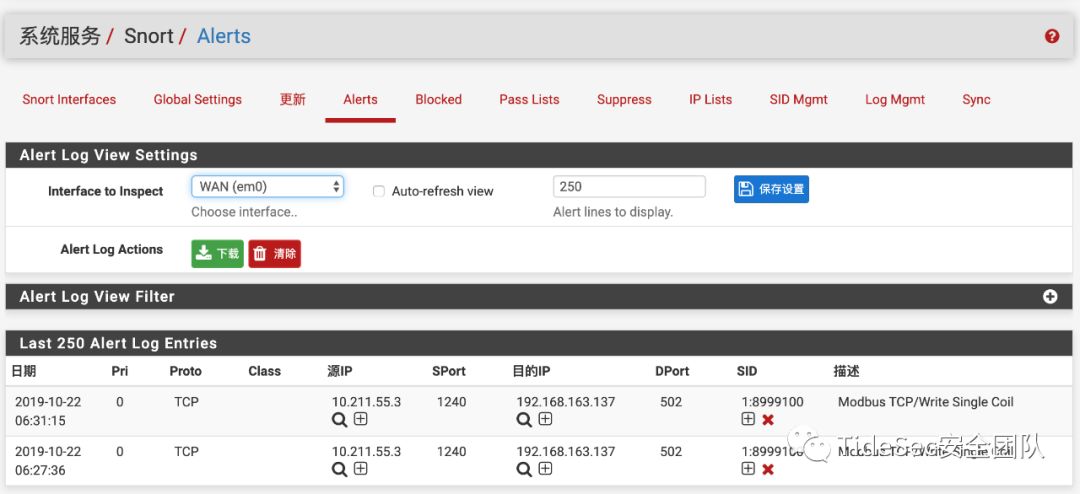 系统服务 / Snort / Alerts
Snort Interfaces Global Settings 更新 Alerts Blocked Pass Lists Suppress IP Lists SID Mgmt Log Mgmt Sync
Alert Log View Settings
Interface to Inspect WAN (em0) Auto-refresh view 250 保存设置
Choose interface.. Alert lines to display.
Alert Log Actions 下载 清除
Alert Log View Filter
Last 250 Alert Log Entries
日期 Pri Proto Class 源IP SPort 目的IP DPort SID 描述
2019-10-22 0 TCP 10.211.55.3 1240 192.168.163.137 502 1:8999100 Modbus TCP/Write Single Coil
06:31:15
2019-10-22 0 TCP 10.211.55.3 1240 192.168.163.137 502 1:8999100 Modbus TCP/Write Single Coil
06:27:36
TideSec安全团队